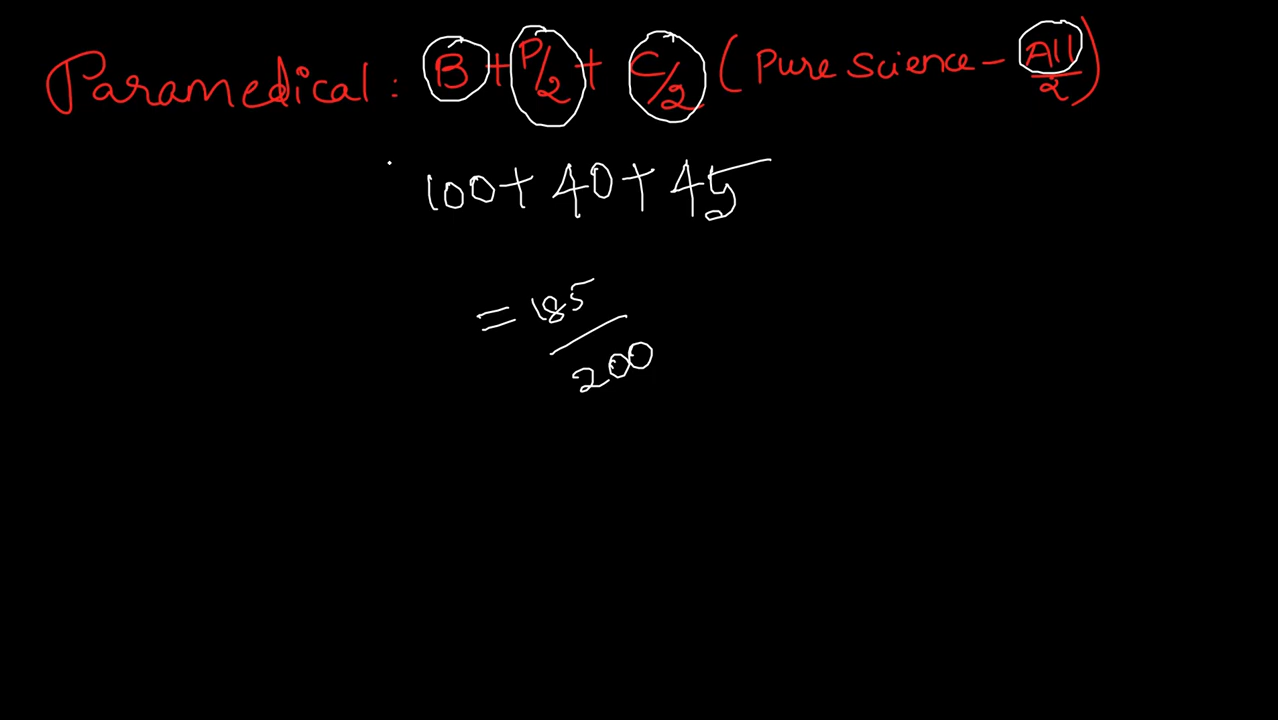 Paramedical : B + P/2 + C/2 ( Pure Science - All/2 )
100 + 40 + 45
= 185/200